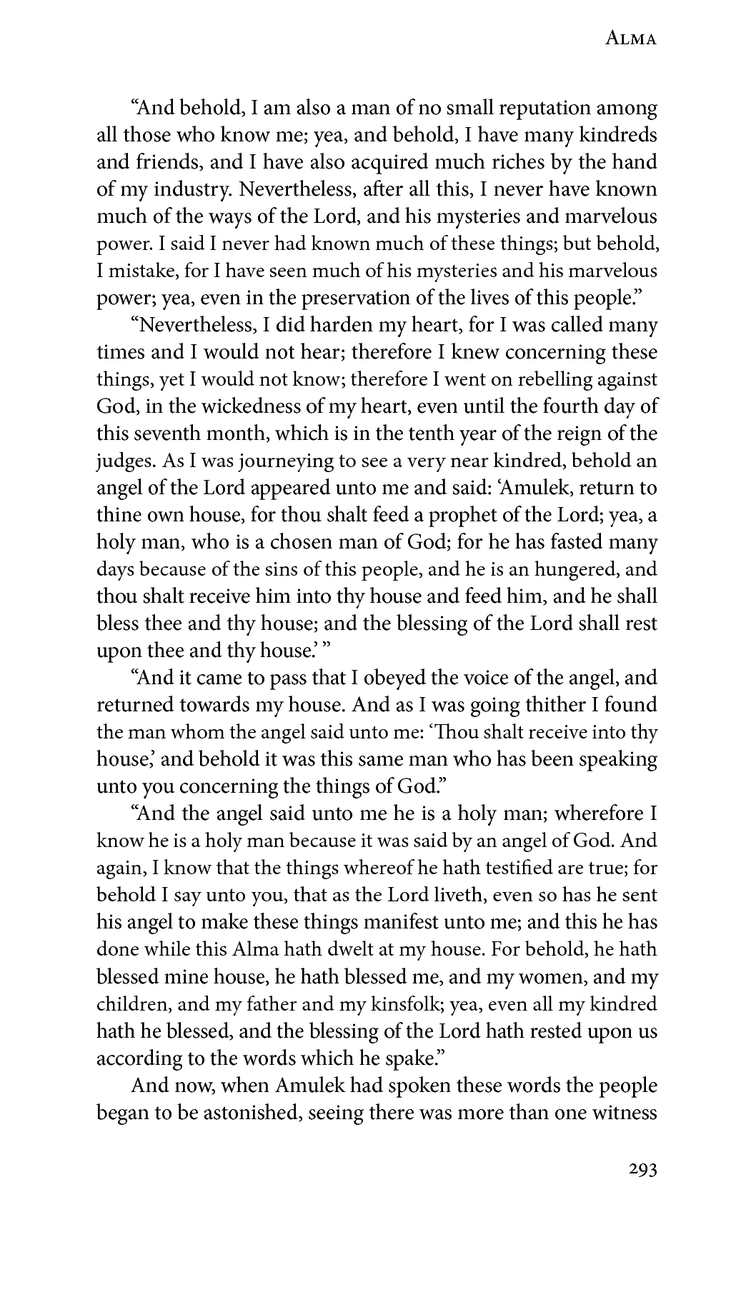 Alma
“And behold, I am also a man of no small reputation among
all those who know me; yea, and behold, I have many kindreds
and friends, and I have also acquired much riches by the hand
of my industry. Nevertheless, after all this, I never have known
much of the ways of the Lord, and his mysteries and marvelous
power. I said I never had known much of these things; but behold,
I mistake, for I have seen much of his mysteries and his marvelous
power; yea, even in the preservation of the lives of this people.”
“Nevertheless, I did harden my heart, for I was called many
times and I would not hear; therefore I knew concerning these
things, yet I would not know; therefore I went on rebelling against
God, in the wickedness of my heart, even until the fourth day of
this seventh month, which is in the tenth year of the reign of the
judges. As I was journeying to see a very near kindred, behold an
angel of the Lord appeared unto me and said: ‘Amulek, return to
thine own house, for thou shalt feed a prophet of the Lord; yea, a
holy man, who is a chosen man of God; for he has fasted many
days because of the sins of this people, and he is an hungered, and
thou shalt receive him into thy house and feed him, and he shall
bless thee and thy house; and the blessing of the Lord shall rest
upon thee and thy house.’ ”
“And it came to pass that I obeyed the voice of the angel, and
returned towards my house. And as I was going thither I found
the man whom the angel said unto me: ‘Thou shalt receive into thy
house,’ and behold it was this same man who has been speaking
unto you concerning the things of God.”
“And the angel said unto me he is a holy man; wherefore I
know he is a holy man because it was said by an angel of God. And
again, I know that the things whereof he hath testified are true; for
behold I say unto you, that as the Lord liveth, even so has he sent
his angel to make these things manifest unto me; and this he has
done while this Alma hath dwelt at my house. For behold, he hath
blessed mine house, he hath blessed me, and my women, and my
children, and my father and my kinsfolk; yea, even all my kindred
hath he blessed, and the blessing of the Lord hath rested upon us
according to the words which he spake.”
And now, when Amulek had spoken these words the people
began to be astonished, seeing there was more than one witness
293